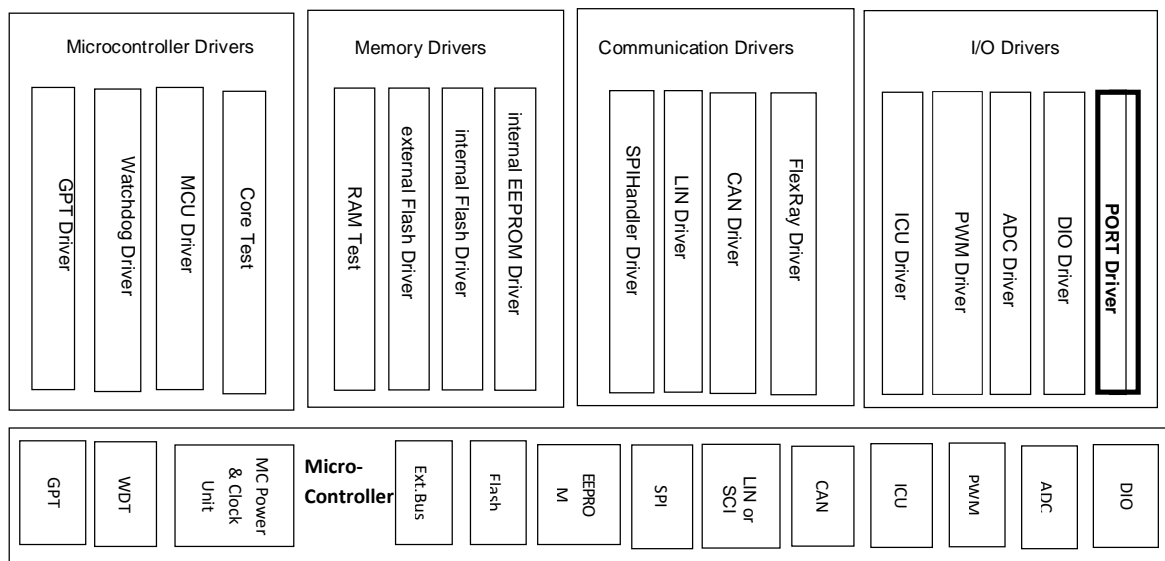 Microcontroller Drivers
Memory Drivers
Communication Drivers
I/O Drivers
GPT Driver
Watchdog Driver
MCU Driver
Core Test
RAM Test
external Flash Driver
internal Flash Driver
internal EEPROM Driver
SPIHandler Driver
LIN Driver
CAN Driver
FlexRay Driver
ICU Driver
PWM Driver
ADC Driver
DIO Driver
PORT Driver
GPT
WDT
MC Power
& Clock
Unit
Micro-
Controller
Ext.Bus
Flash
EEPRO
M
SPI
LIN or
SCI
CAN
ICU
PWM
ADC
DIO